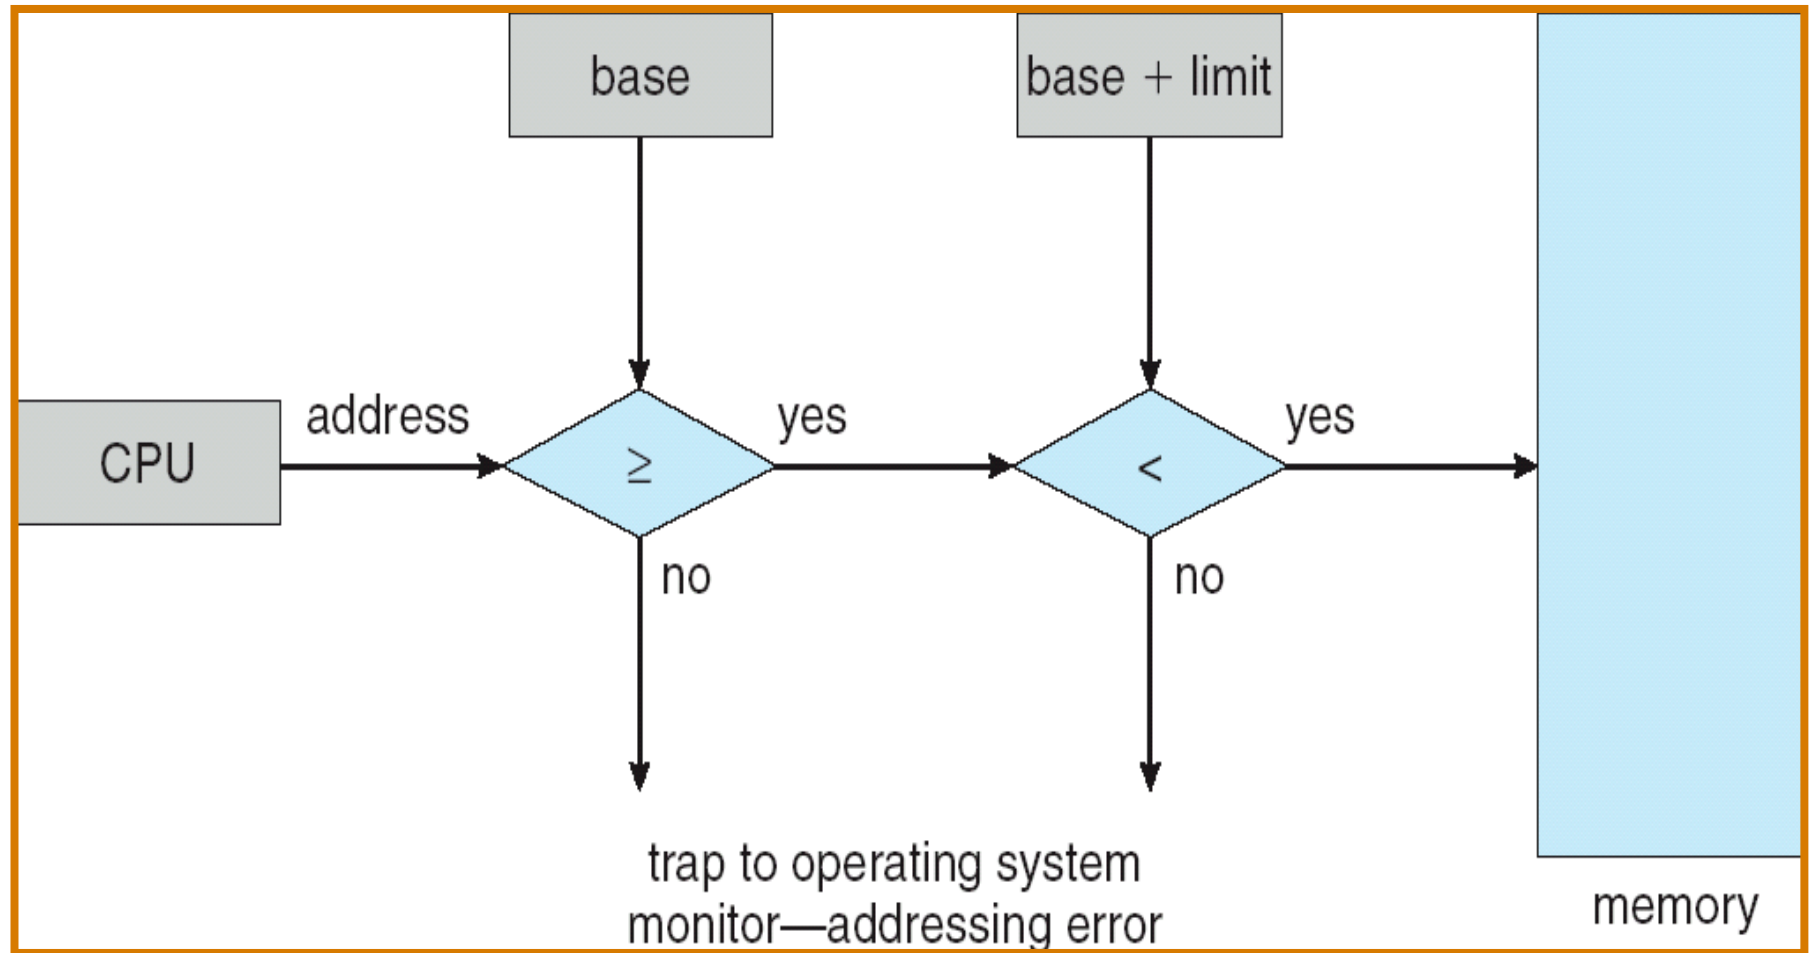 base
base + limit
CPU
address
≥
yes
<
yes
no
no
trap to operating system
monitor—addressing error
memory